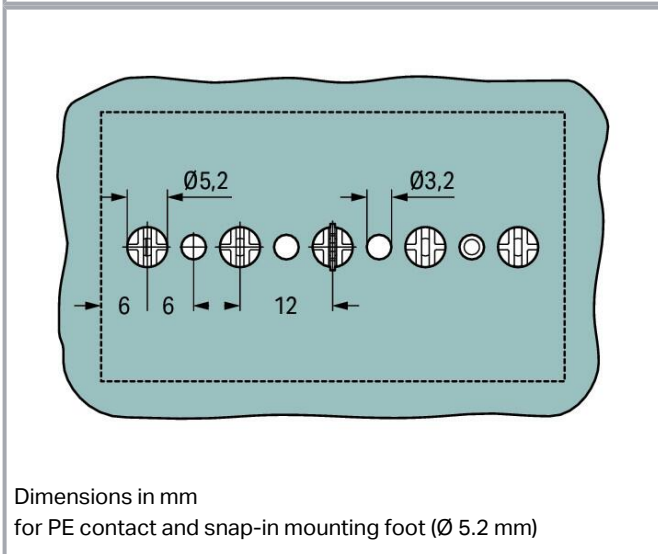 Ø5,2 Ø3,2
6 6 12
Dimensions in mm
for PE contact and snap-in mounting foot (Ø 5.2 mm)